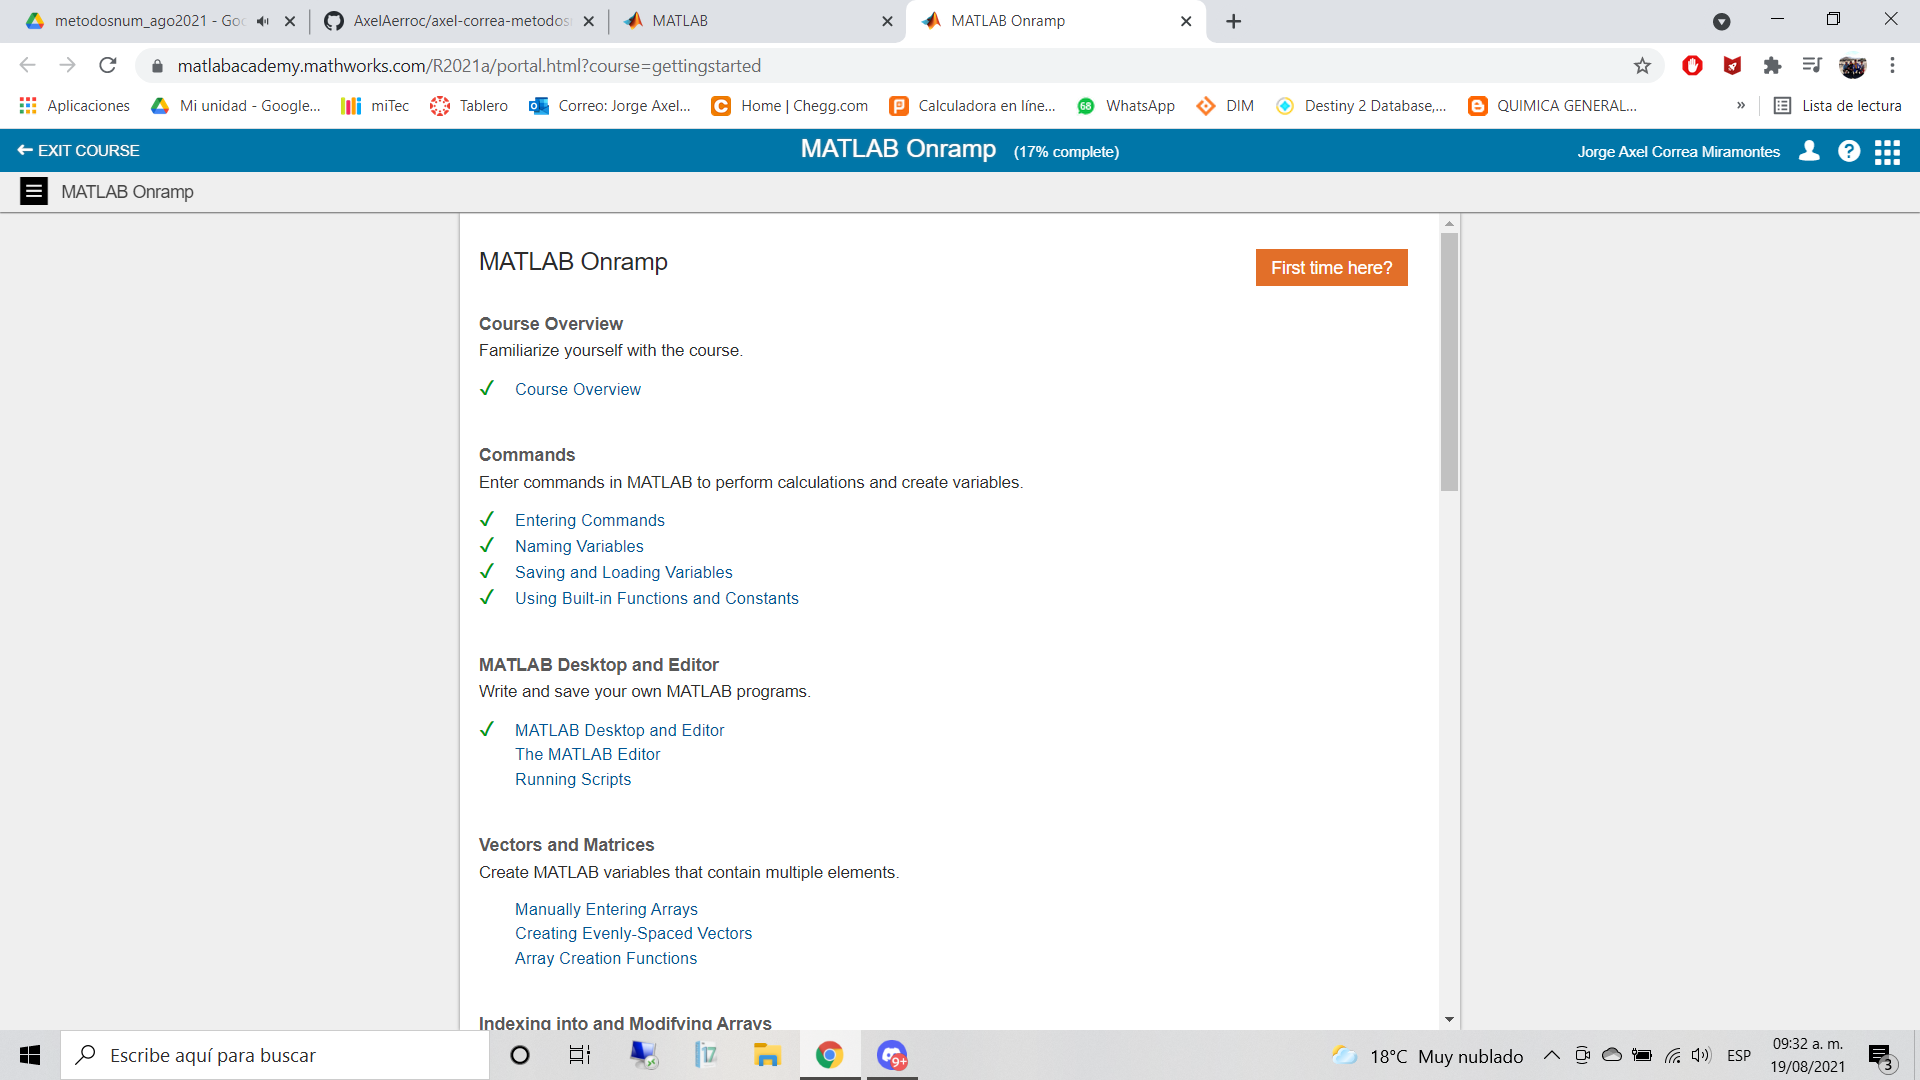 metodosnum_ago2021 - Goo
AxelAerroc/axel-correa-metodos
MATLAB
MATLAB Onramp
matlabacademy.mathworks.com/R2021a/portal.html?course=gettingstarted
Aplicaciones
Mi unidad - Google...
miTec
Tablero
Correo: Jorge Axel...
Home | Chegg.com
Calculadora en líne...
68
WhatsApp
DIM
Destiny 2 Database,...
QUIMICA GENERAL...
»
Lista de lectura
EXIT COURSE
MATLAB Onramp (17% complete)
Jorge Axel Correa Miramontes
MATLAB Onramp
MATLAB Onramp
First time here?
Course Overview
Familiarize yourself with the course.
Course Overview
Commands
Enter commands in MATLAB to perform calculations and create variables.
Entering Commands
Naming Variables
Saving and Loading Variables
Using Built-in Functions and Constants
MATLAB Desktop and Editor
Write and save your own MATLAB programs.
MATLAB Desktop and Editor
The MATLAB Editor
Running Scripts
Vectors and Matrices
Create MATLAB variables that contain multiple elements.
Manually Entering Arrays
Creating Evenly-Spaced Vectors
Array Creation Functions
Indexing into and Modifying Arrays
Escribe aquí para buscar
17
9+
18°C Muy nublado
ESP
09:32 a. m.
19/08/2021
3